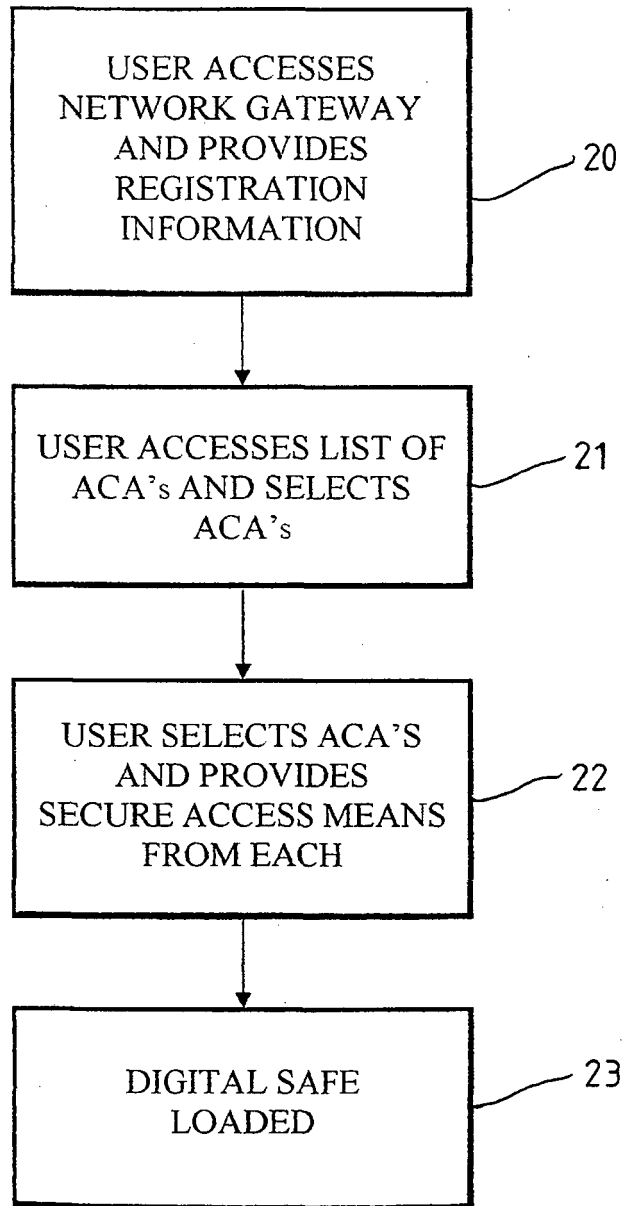 USER ACCESSES
NETWORK GATEWAY
AND PROVIDES
REGISTRATION
INFORMATION
20
USER ACCESSES LIST OF
ACA's AND SELECTS
ACA's
21
USER SELECTS ACA'S
AND PROVIDES
SECURE ACCESS MEANS
FROM EACH
22
DIGITAL SAFE
LOADED
23